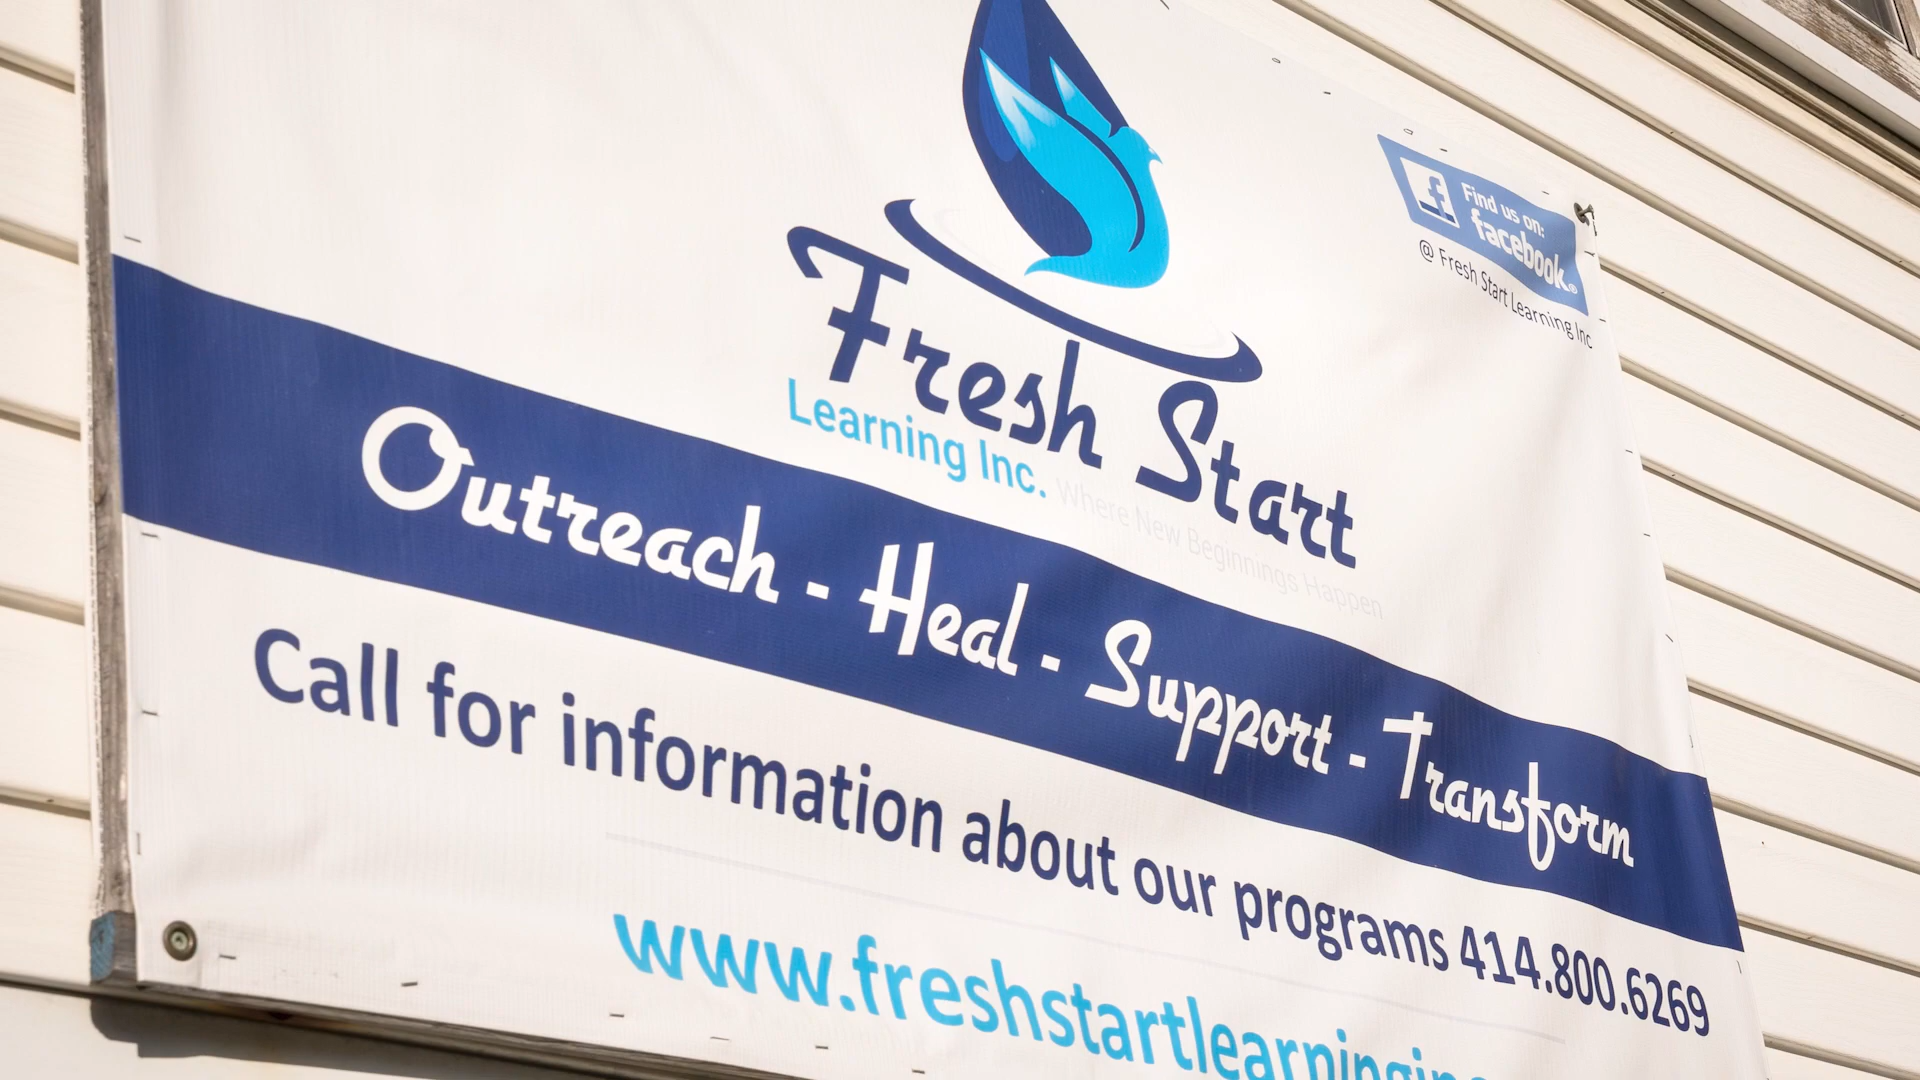 f Find us on:
facebook®
@ Fresh Start Learning Inc
Fresh Start
Learning Inc. Where New Beginnings Happen
Outreach - Heal - Support - Transform
Call for information about our programs 414.800.6269
www.freshstartlearningin